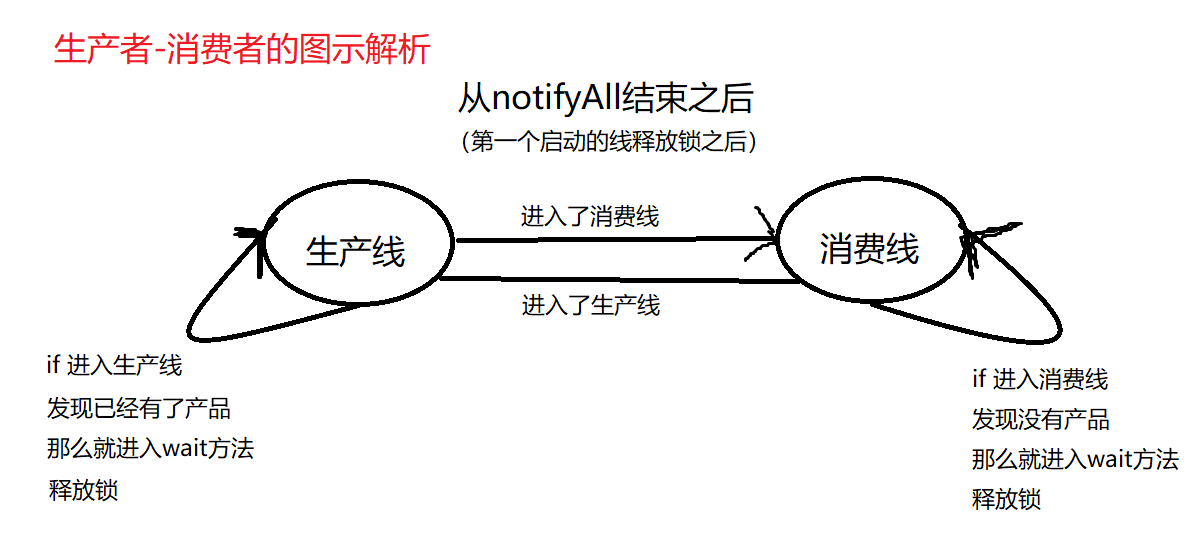 生产者-消费者的图示解析
从notifyAll结束之后
（第一个启动的线释放锁之后）
进入了消费线
生产线
消费线
进入了生产线
if 进入生产线
发现已经有了产品
那么就进入wait方法
释放锁
if 进入消费线
发现没有产品
那么就进入wait方法
释放锁